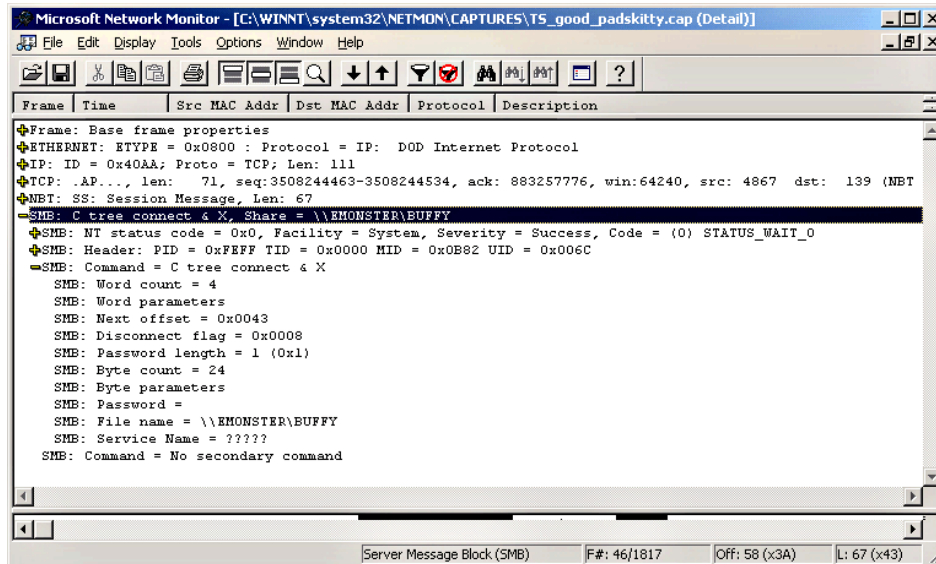 Microsoft Network Monitor - [C:\WINNT\system32\NETMON\CAPTURES\TS_good_padskitty.cap (Detail)]
File Edit Display Tools Options Window Help
Frame Time Src MAC Addr Dst MAC Addr Protocol Description
Frame: Base frame properties
ETHERNET: ETYPE = 0x0800 : Protocol = IP:  DOD Internet Protocol
IP: ID = 0x40AA; Proto = TCP; Len: 111
TCP: .AP..., len:   71, seq:3508244463-3508244534, ack: 883257776, win:64240, src: 4867  dst:  139 (NBT
NBT: SS: Session Message, Len: 67
SMB: C tree connect & X, Share = \\EMONSTER\BUFFY
SMB: NT status code = 0x0, Facility = System, Severity = Success, Code = (0) STATUS_WAIT_0
SMB: Header: PID = 0xFEFF TID = 0x0000 MID = 0x0B82 UID = 0x006C
SMB: Command = C tree connect & X
SMB: Word count = 4
SMB: Word parameters
SMB: Next offset = 0x0043
SMB: Disconnect flag = 0x0008
SMB: Password length = 1 (0x1)
SMB: Byte count = 24
SMB: Byte parameters
SMB: Password =
SMB: File name = \\EMONSTER\BUFFY
SMB: Service Name = ?????
SMB: Command = No secondary command
Server Message Block (SMB) F#: 46/1817 Off: 58 (x3A) L: 67 (x43)